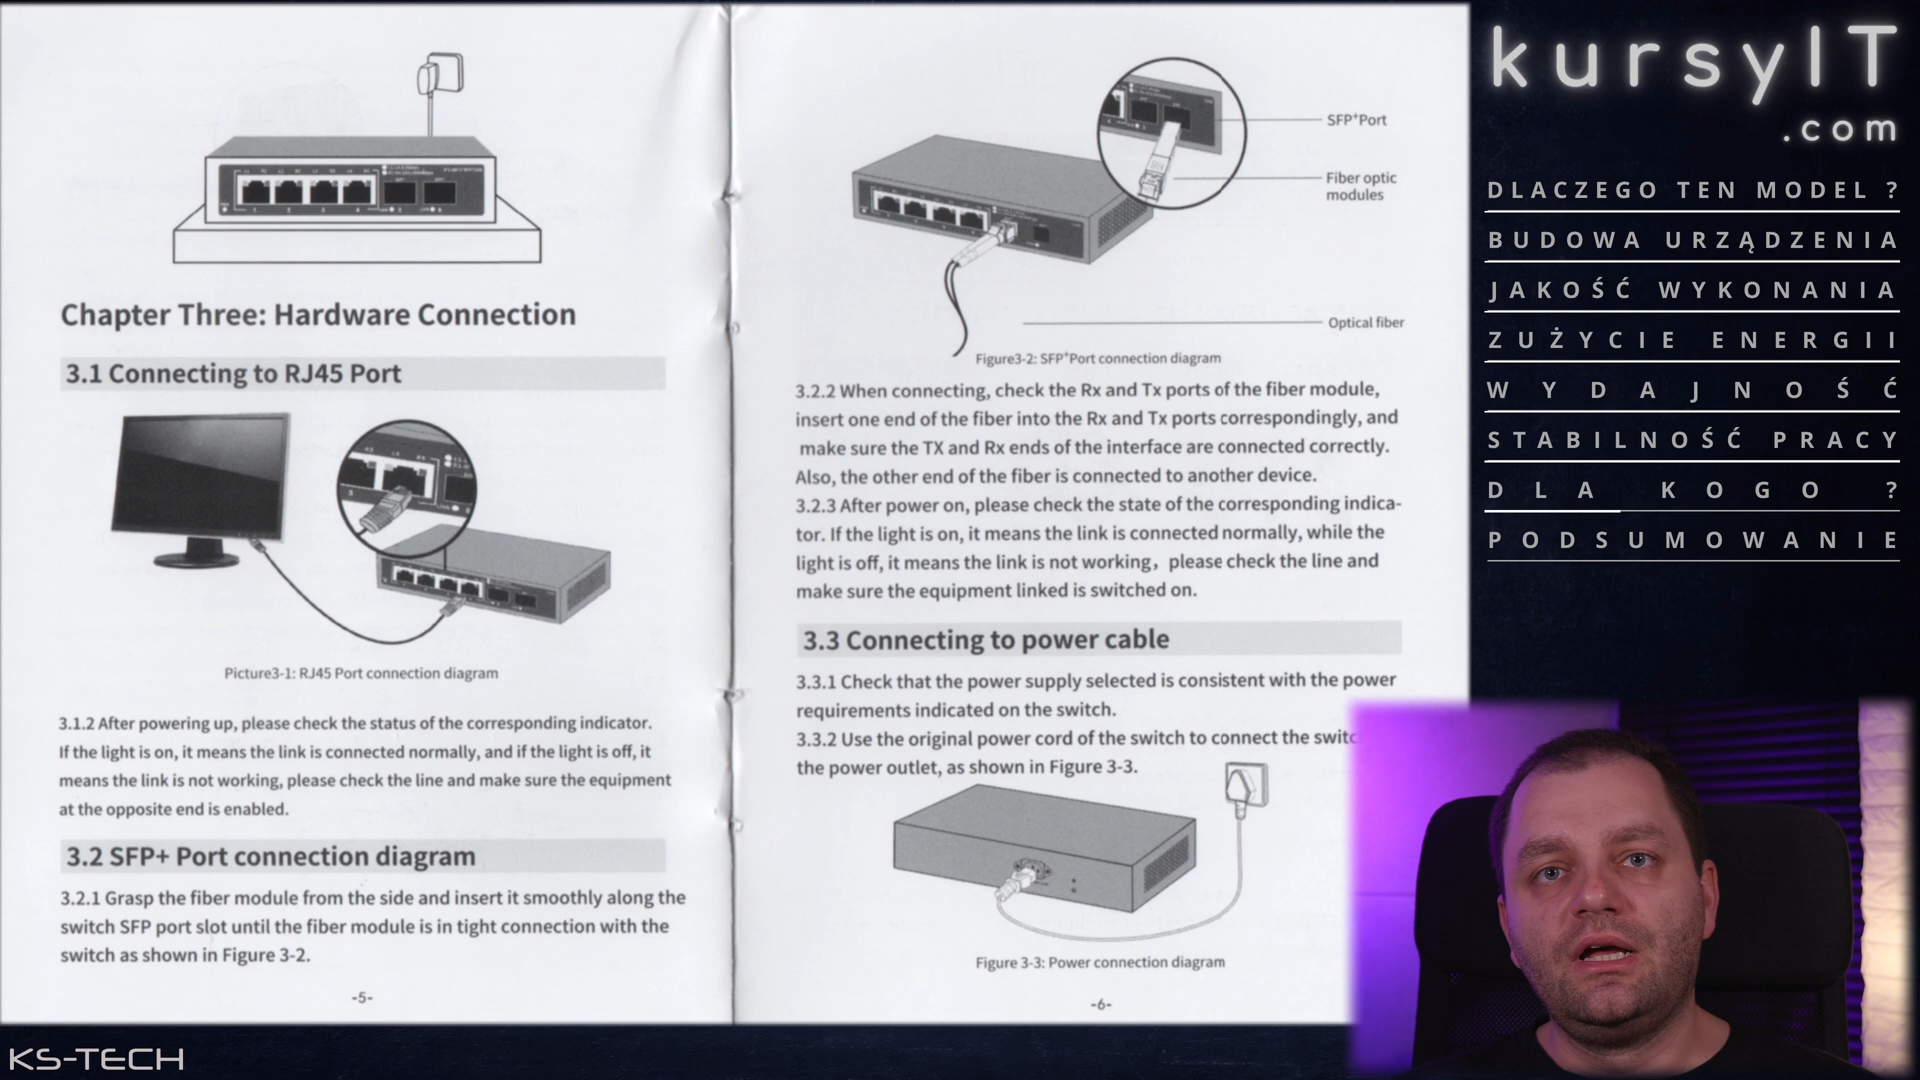 Chapter Three: Hardware Connection
3.1 Connecting to RJ45 Port
Picture3-1: RJ45 Port connection diagram
3.1.2 After powering up, please check the status of the corresponding indicator.
If the light is on, it means the link is connected normally, and if the light is off, it
means the link is not working, please check the line and make sure the equipment
at the opposite end is enabled.
3.2 SFP+ Port connection diagram
3.2.1 Grasp the fiber module from the side and insert it smoothly along the
switch SFP port slot until the fiber module is in tight connection with the
switch as shown in Figure 3-2.
-5-
SFP+Port
Fiber optic
modules
Optical fiber
Figure3-2: SFP+Port connection diagram
3.2.2 When connecting, check the Rx and Tx ports of the fiber module,
insert one end of the fiber into the Rx and Tx ports correspondingly, and
make sure the TX and Rx ends of the interface are connected correctly.
Also, the other end of the fiber is connected to another device.
3.2.3 After power on, please check the state of the corresponding indica-
tor. If the light is on, it means the link is connected normally, while the
light is off, it means the link is not working, please check the line and
make sure the equipment linked is switched on.
3.3 Connecting to power cable
3.3.1 Check that the power supply selected is consistent with the power
requirements indicated on the switch.
3.3.2 Use the original power cord of the switch to connect the switc
the power outlet, as shown in Figure 3-3.
Figure 3-3: Power connection diagram
-6-
kursyIT
.com
DLACZEGO TEN MODEL ?
BUDOWA URZĄDZENIA
JAKOŚĆ WYKONANIA
ZUŻYCIE ENERGII
WYDAJNOŚĆ
STABILNOŚĆ PRACY
DLA KOGO ?
PODSUMOWANIE
KS-TECH